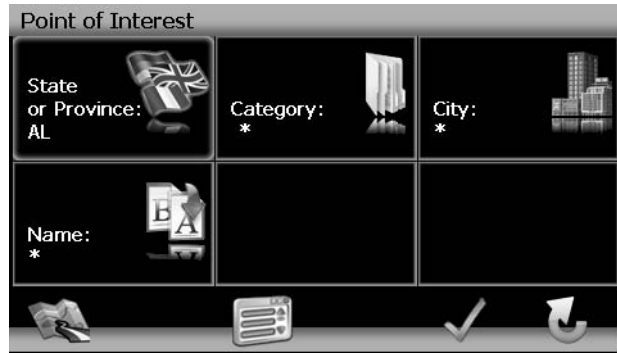 Point of Interest
State
or Province:
AL
Category:
*
City:
*
Name:
*
B
A